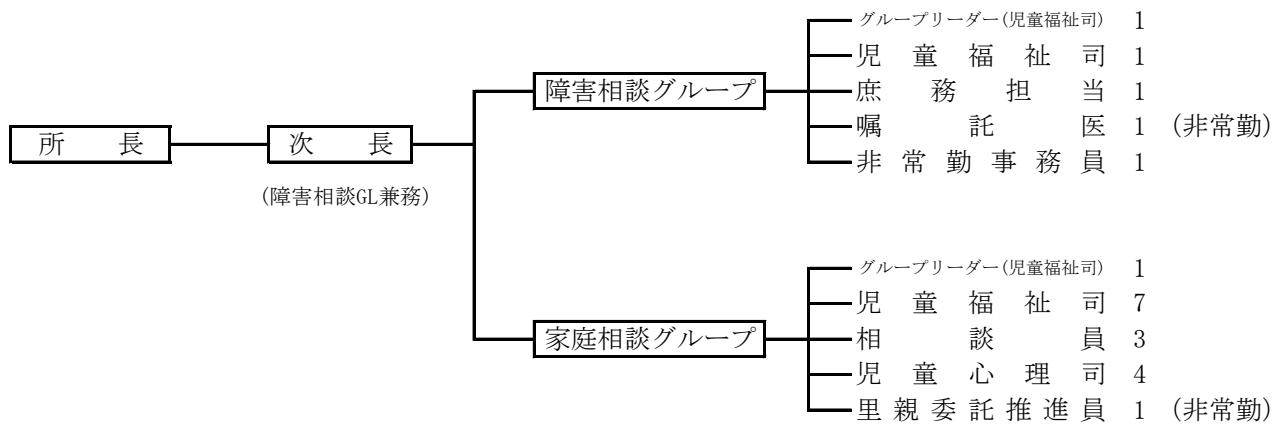 所長
次長
(障害相談GL兼務)
障害相談グループ
グループリーダー(児童福祉司) 1
児童福祉司 1
庶務担当 1
嘱託医 1 (非常勤)
非常勤事務員 1
家庭相談グループ
グループリーダー(児童福祉司) 1
児童福祉司 7
相談員 3
児童心理司 4
里親委託推進員 1 (非常勤)